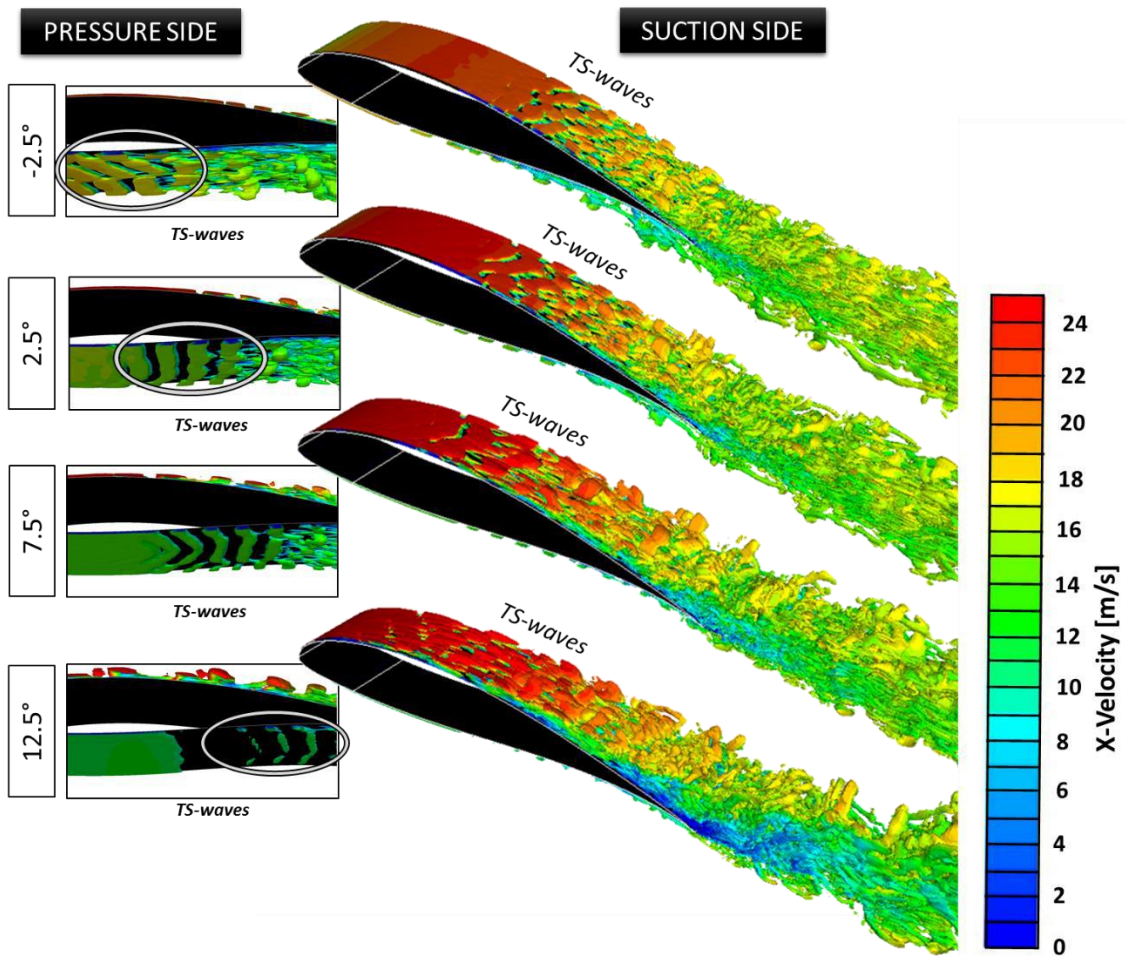 PRESSURE SIDE
SUCTION SIDE
-2.5°
TS-waves
TS-waves
2.5°
TS-waves
TS-waves
7.5°
TS-waves
TS-waves
12.5°
TS-waves
TS-waves
24
22
20
18
16
14
12
10
8
6
4
2
0
X-Velocity [m/s]